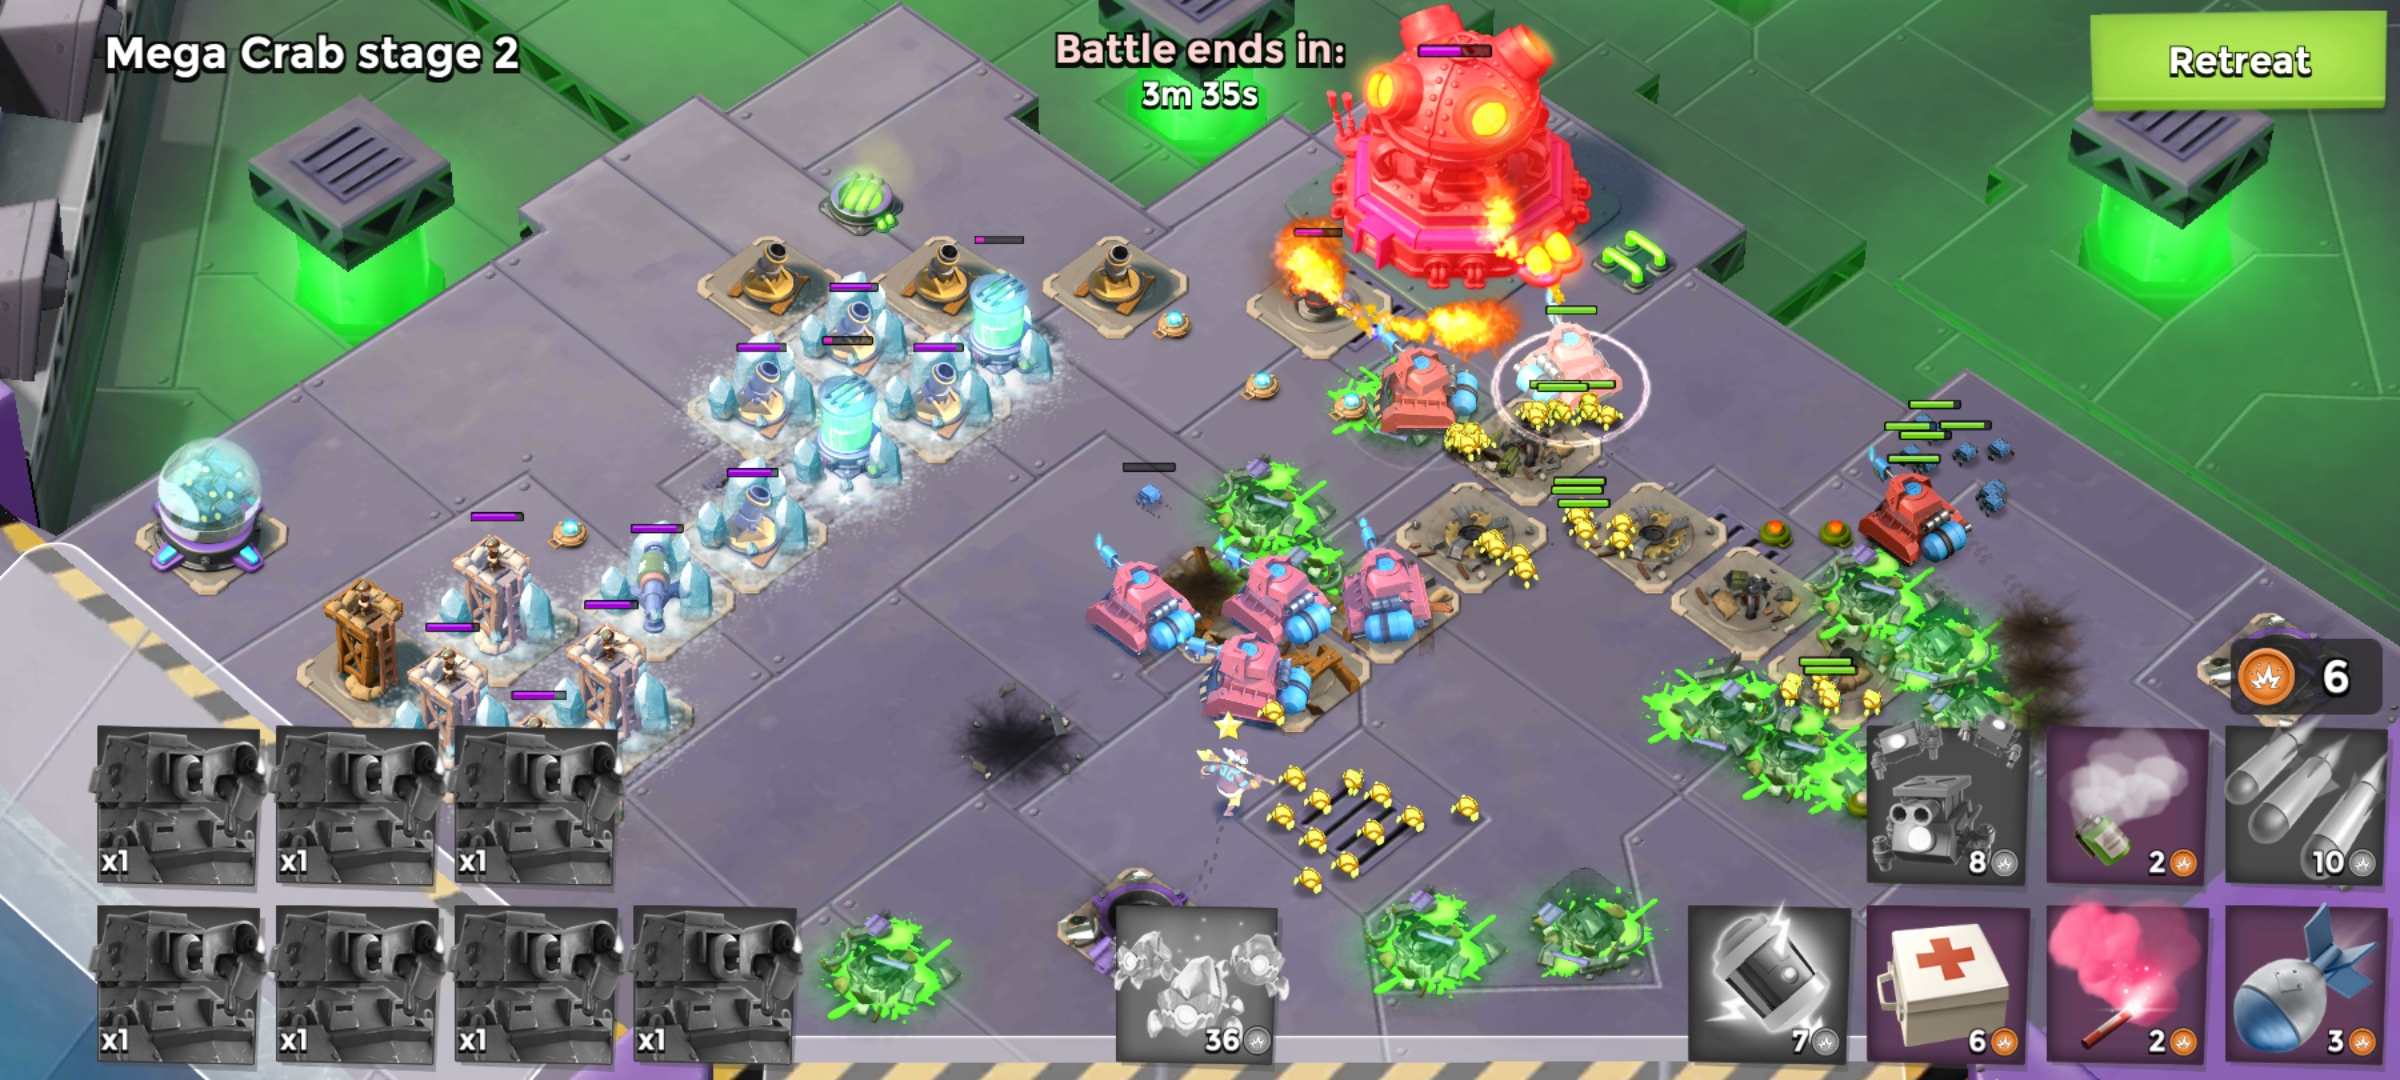 Mega Crab stage 2
Battle ends in:
3m 35s
Retreat
6
x1
x1
x1
8
2
10
x1
x1
x1
x1
36
7
6
2
3